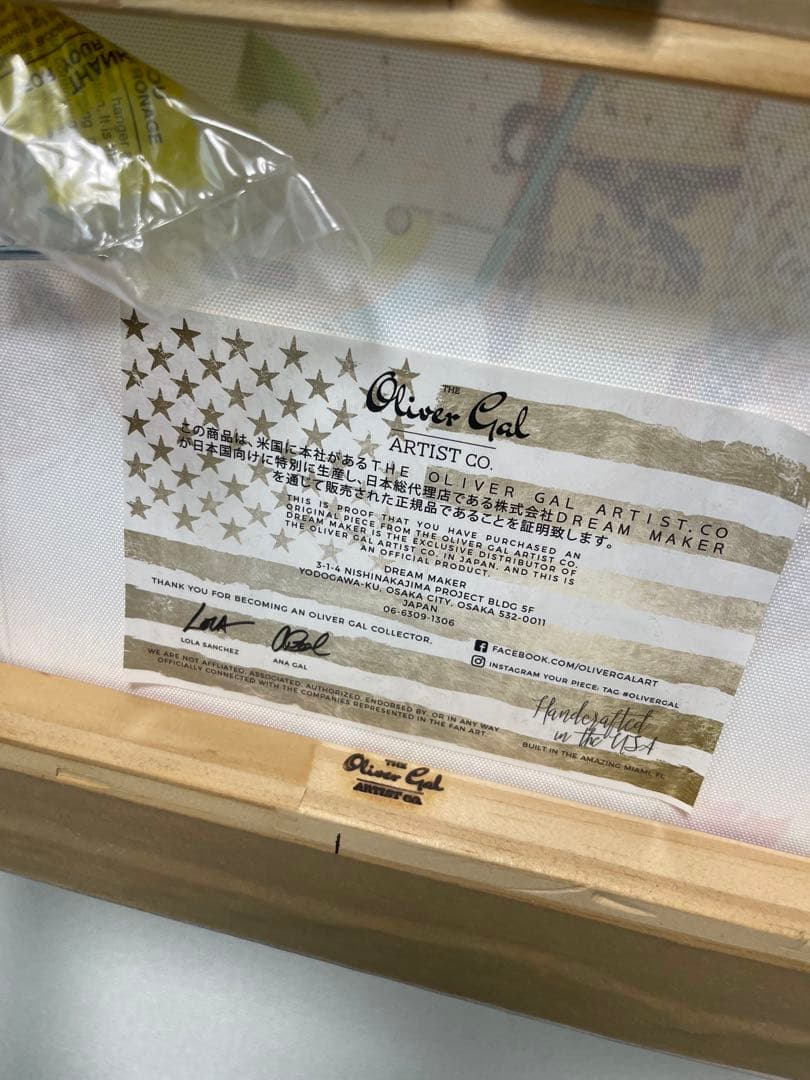 THE
Oliver Gal
ARTIST CO.
この商品は、米国に本社があるTHE OLIVER GAL ARTIST.CO
が日本国向けに特別に生産し、日本総代理店である株式会社DREAM MAKER
を通じて販売された正規品であることを証明致します。
THIS IS PROOF THAT YOU HAVE PURCHASED AN
ORIGINAL PIECE FROM THE OLIVER GAL ARTIST CO.
DREAM MAKER IS THE EXCLUSIVE DISTRIBUTOR OF
THE OLIVER GAL ARTIST CO. IN JAPAN. AND THIS IS
AN OFFICIAL PRODUCT.
DREAM MAKER
3-1-4 NISHINAKAJIMA PROJECT BLDG 5F
YODOGAWA-KU, OSAKA CITY, OSAKA 532-0011
JAPAN
06-6309-1306
THANK YOU FOR BECOMING AN OLIVER GAL COLLECTOR.
LOLA SANCHEZ
ANA GAL
FACEBOOK.COM/OLIVERGALART
INSTAGRAM YOUR PIECE: TAG #OLIVERGAL
WE ARE NOT AFFLIATED, ASSOCIATED, AUTHORIZED, ENDORSED BY, OR IN ANY WAY
OFFICIALLY CONNECTED WITH THE COMPANIES REPRESENTED IN THE FAN ART.
Handcrafted
in the USA
BUILT IN THE AMAZING MIAMI, FL
THE
Oliver Gal
ARTIST CO.